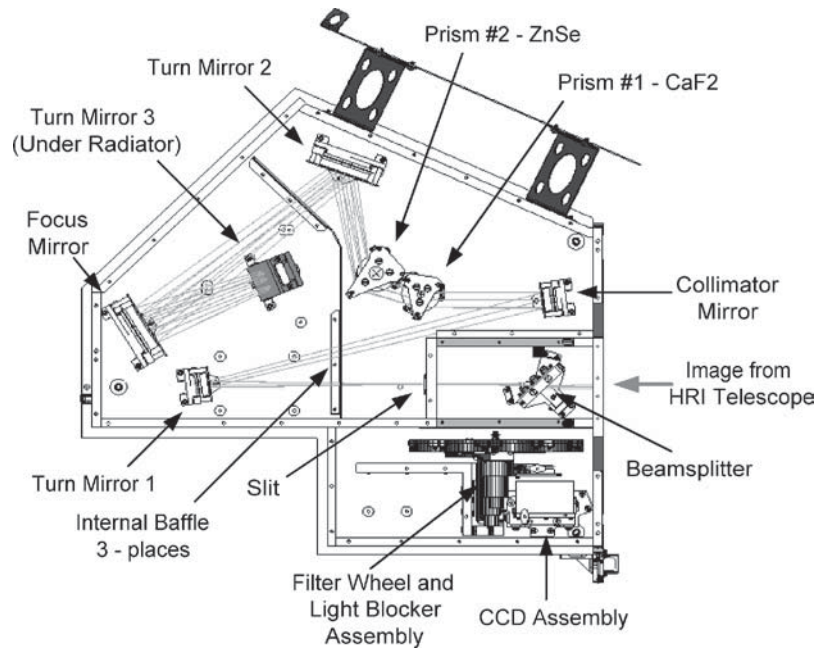 Prism #2 - ZnSe
Turn Mirror 2
Prism #1 - CaF2
Turn Mirror 3
(Under Radiator)
Focus
Mirror
Collimator
Mirror
Image from
HRI Telescope
Beamsplitter
Turn Mirror 1
Slit
Internal Baffle
3 - places
Filter Wheel and
Light Blocker
Assembly
CCD Assembly